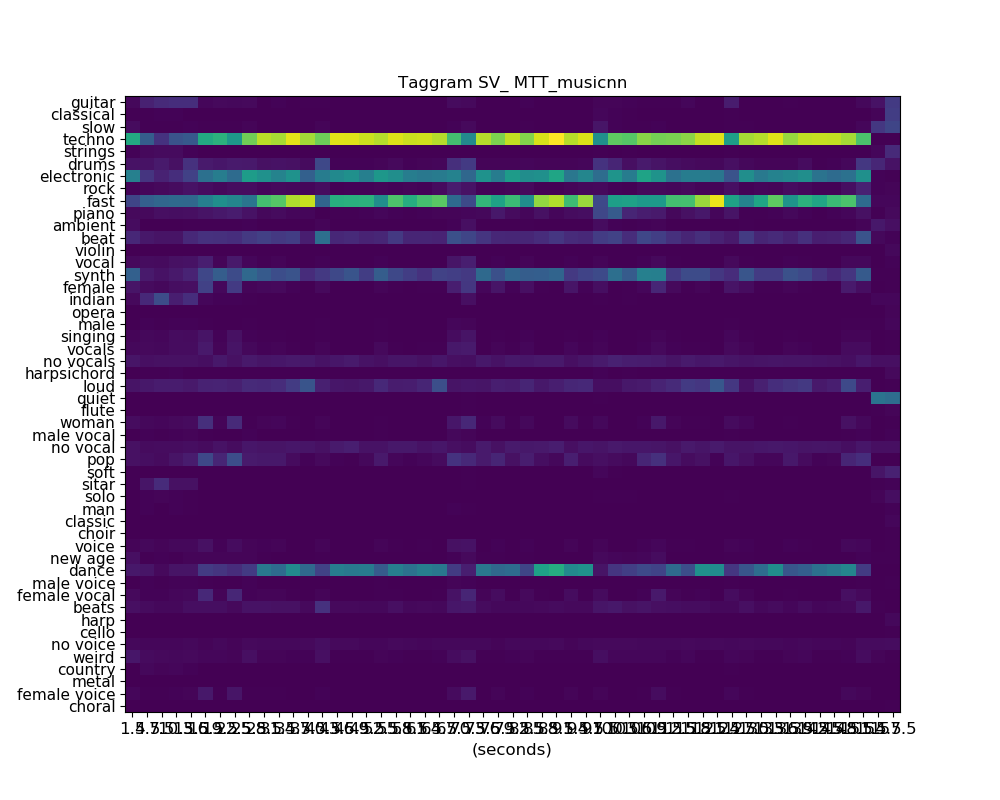 Taggram SV_ MTT_musicnn
guitar
classical
slow
techno
strings
drums
electronic
rock
fast
piano
ambient
beat
violin
vocal
synth
female
indian
opera
male
singing
vocals
no vocals
harpsichord
loud
quiet
flute
woman
male vocal
no vocal
pop
soft
sitar
solo
man
classic
choir
voice
new age
dance
male voice
female vocal
beats
harp
cello
no voice
weird
country
metal
female voice
choral
(seconds)